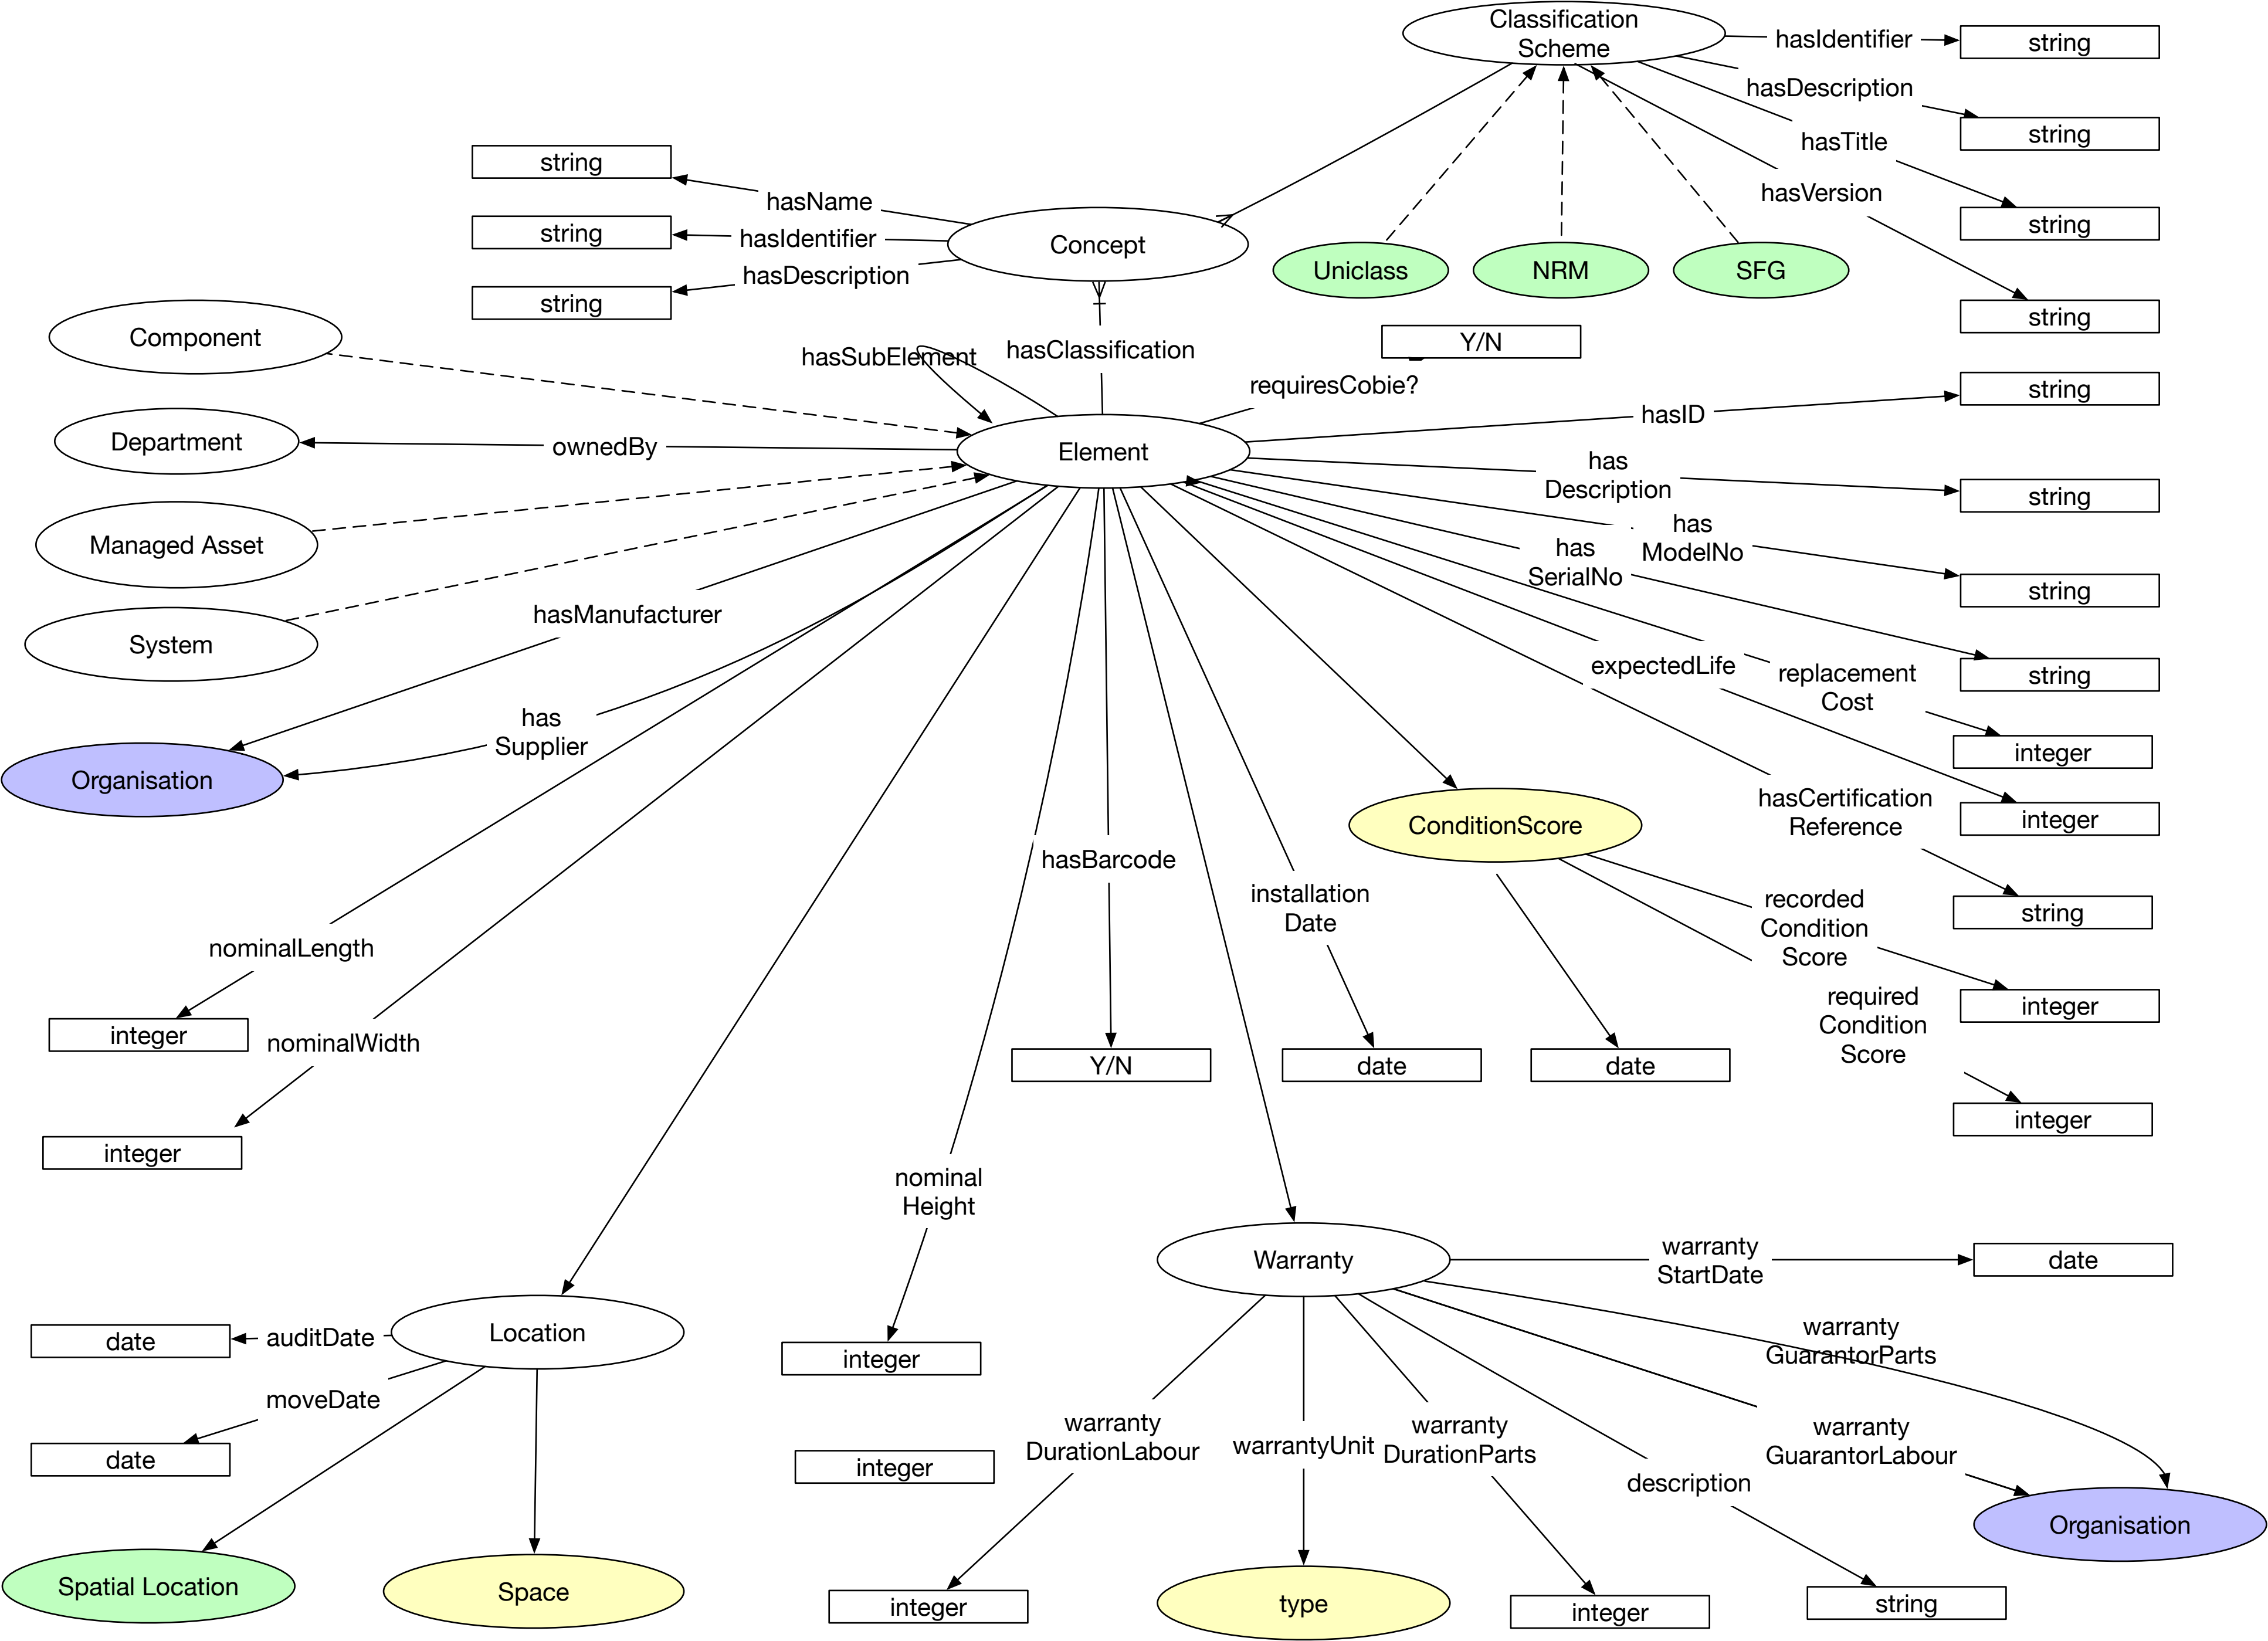 Classification
Scheme
hasIdentifier
string
hasDescription
string
hasTitle
string
hasVersion
string
string
hasName
string
hasIdentifier
string
hasDescription
Concept
Uniclass
NRM
SFG
Y/N
Component
hasSubElement
hasClassification
requiresCobie?
string
hasID
Department
ownedBy
Element
has
Description
string
Managed Asset
has
ModelNo
string
has
SerialNo
string
System
hasManufacturer
expectedLife
replacement
Cost
integer
has
Supplier
Organisation
hasCertification
Reference
integer
ConditionScore
hasBarcode
installation
Date
recorded
Condition
Score
string
nominalLength
integer
nominalWidth
integer
required
Condition
Score
integer
Y/N
date
date
integer
nominal
Height
Warranty
warranty
StartDate
date
Location
auditDate
date
moveDate
date
integer
warranty
GuarantorParts
warranty
DurationLabour
warrantyUnit
warranty
DurationParts
warranty
GuarantorLabour
integer
description
Organisation
Spatial Location
Space
integer
type
integer
string